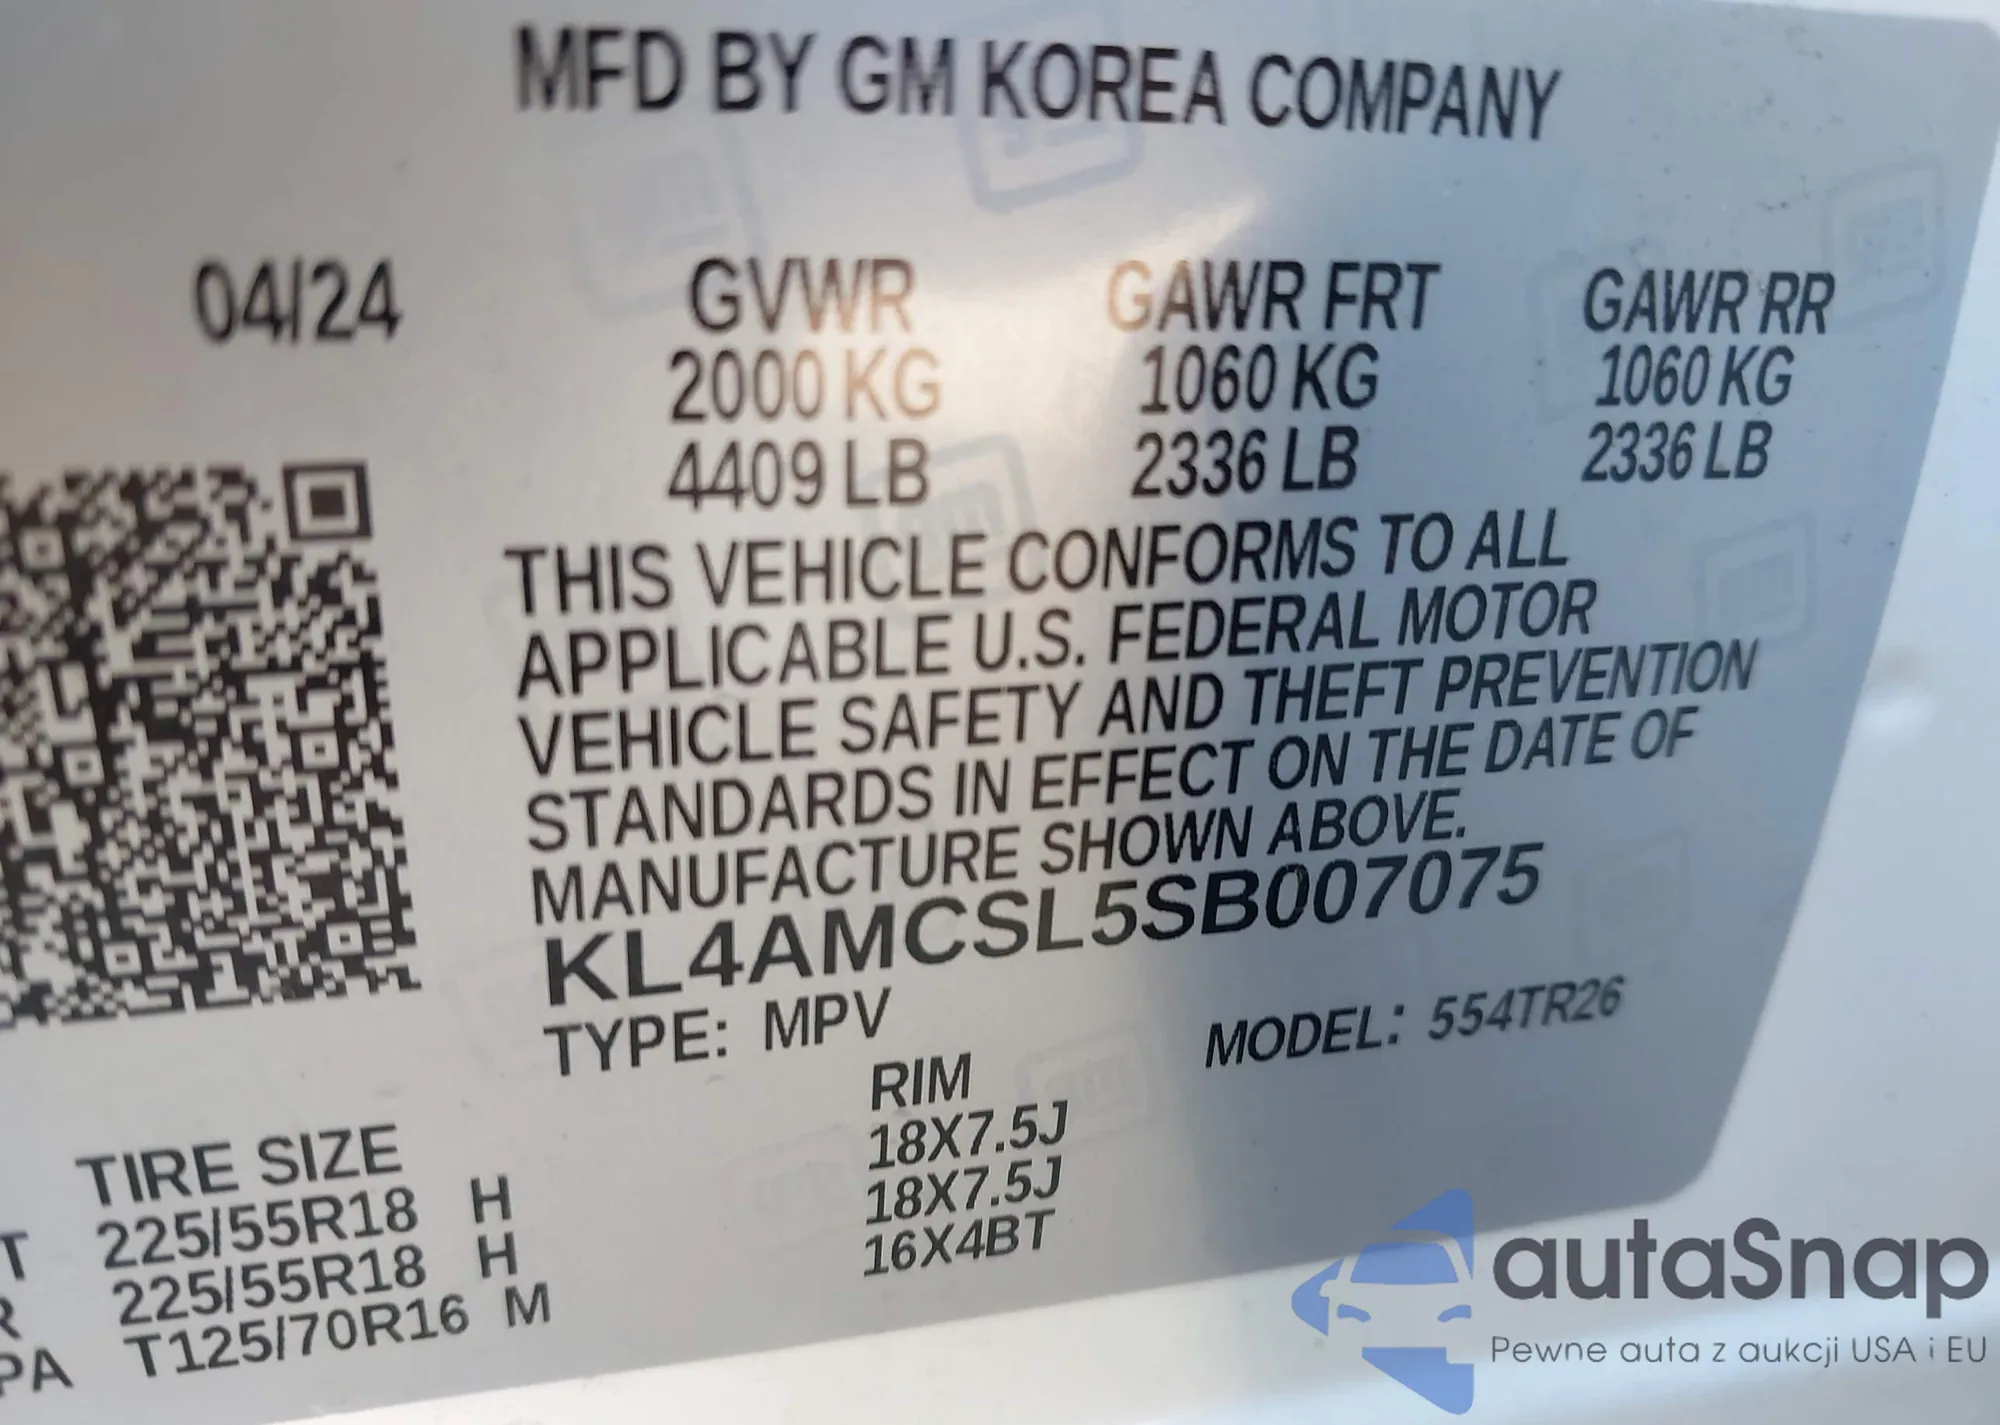 MFD BY GM KOREA COMPANY
04/24 GVWR GAWR FRT GAWR RR
2000 KG 1060 KG 1060 KG
4409 LB 2336 LB 2336 LB
THIS VEHICLE CONFORMS TO ALL
APPLICABLE U.S. FEDERAL MOTOR
VEHICLE SAFETY AND THEFT PREVENTION
STANDARDS IN EFFECT ON THE DATE OF
MANUFACTURE SHOWN ABOVE.
KL4AMCSL5SB007075
TYPE: MPV MODEL: 554TR26
TIRE SIZE RIM
T 225/55R18 H 18X7.5J
R 225/55R18 H 18X7.5J
PA T125/70R16 M 16X4BT
autaSnap
Pewne auta z aukcji USA i EU